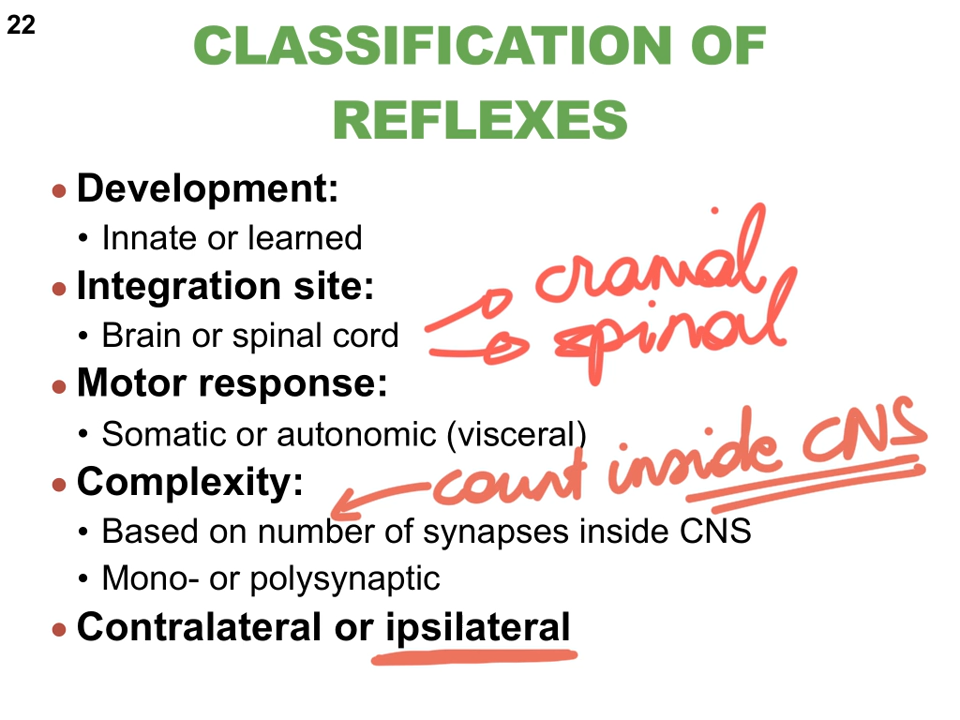 22
CLASSIFICATION OF
REFLEXES
• Development:
• Innate or learned
• Integration site:
• Brain or spinal cord
cranial
spinal
• Motor response:
• Somatic or autonomic (visceral)
• Complexity:
count inside CNS
• Based on number of synapses inside CNS
• Mono- or polysynaptic
• Contralateral or ipsilateral